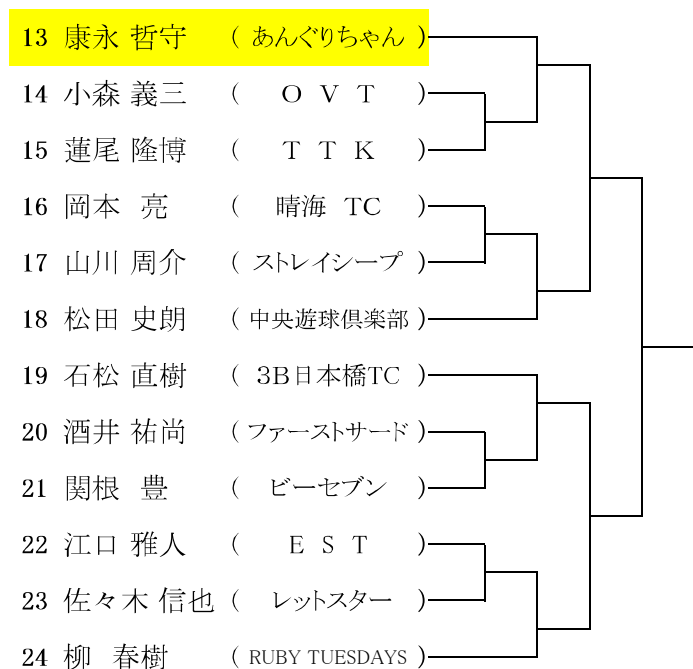 13 康永 哲守 ( あんぐりちゃん )
14 小森 義三 ( O V T )
15 蓮尾 隆博 ( T T K )
16 岡本 亮 ( 晴海 TC )
17 山川 周介 ( ストレイシープ )
18 松田 史朗 ( 中央遊球倶楽部 )
19 石松 直樹 ( 3B日本橋TC )
20 酒井 祐尚 ( ファーストサード )
21 関根 豊 ( ビーセブン )
22 江口 雅人 ( E S T )
23 佐々木 信也 ( レットスター )
24 柳 春樹 ( RUBY TUESDAYS )